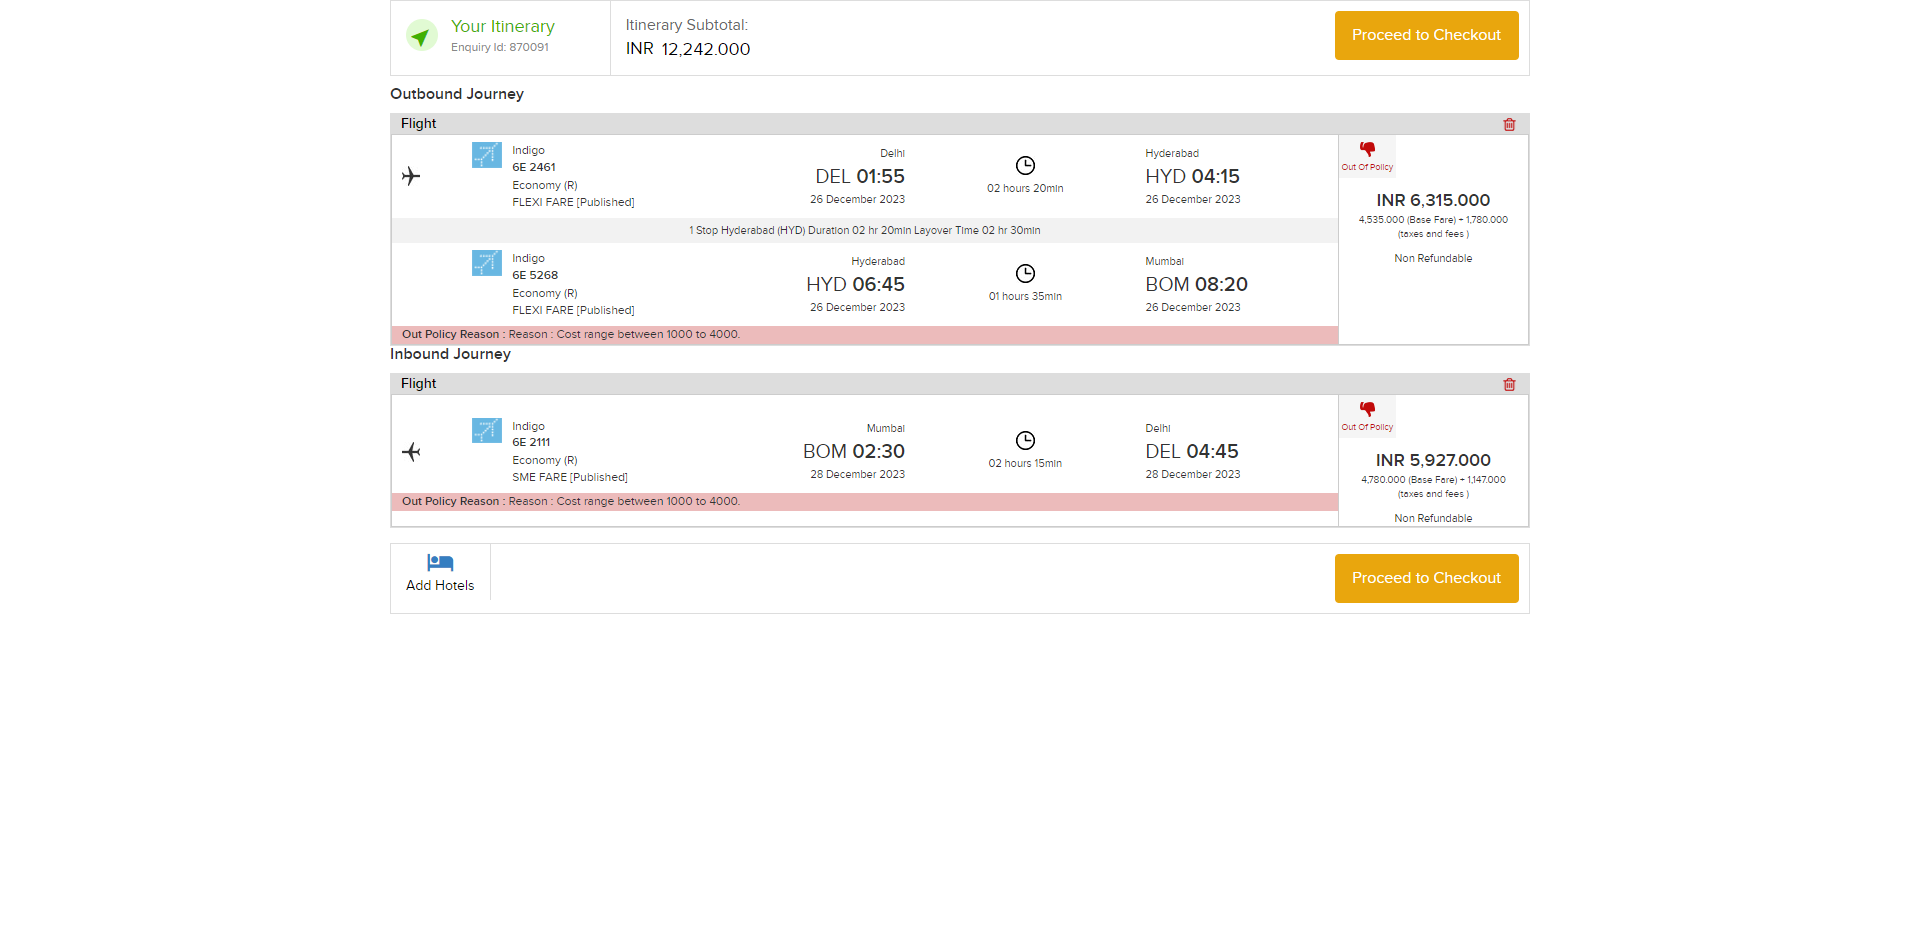 Your Itinerary
Enquiry Id: 870091
Itinerary Subtotal:
INR 12,242.000
Proceed to Checkout
Outbound Journey
Flight
Indigo
6E 2461
Economy (R)
FLEXI FARE [Published]
Delhi
DEL 01:55
26 December 2023
02 hours 20min
Hyderabad
HYD 04:15
26 December 2023
Out Of Policy
INR 6,315.000
4,535.000 (Base Fare) + 1,780.000
(taxes and fees )
Non Refundable
1 Stop Hyderabad (HYD) Duration 02 hr 20min Layover Time 02 hr 30min
Indigo
6E 5268
Economy (R)
FLEXI FARE [Published]
Hyderabad
HYD 06:45
26 December 2023
01 hours 35min
Mumbai
BOM 08:20
26 December 2023
Out Policy Reason : Reason : Cost range between 1000 to 4000.
Inbound Journey
Flight
Indigo
6E 2111
Economy (R)
SME FARE [Published]
Mumbai
BOM 02:30
28 December 2023
02 hours 15min
Delhi
DEL 04:45
28 December 2023
Out Of Policy
INR 5,927.000
4,780.000 (Base Fare) + 1,147.000
(taxes and fees )
Non Refundable
Out Policy Reason : Reason : Cost range between 1000 to 4000.
Add Hotels
Proceed to Checkout